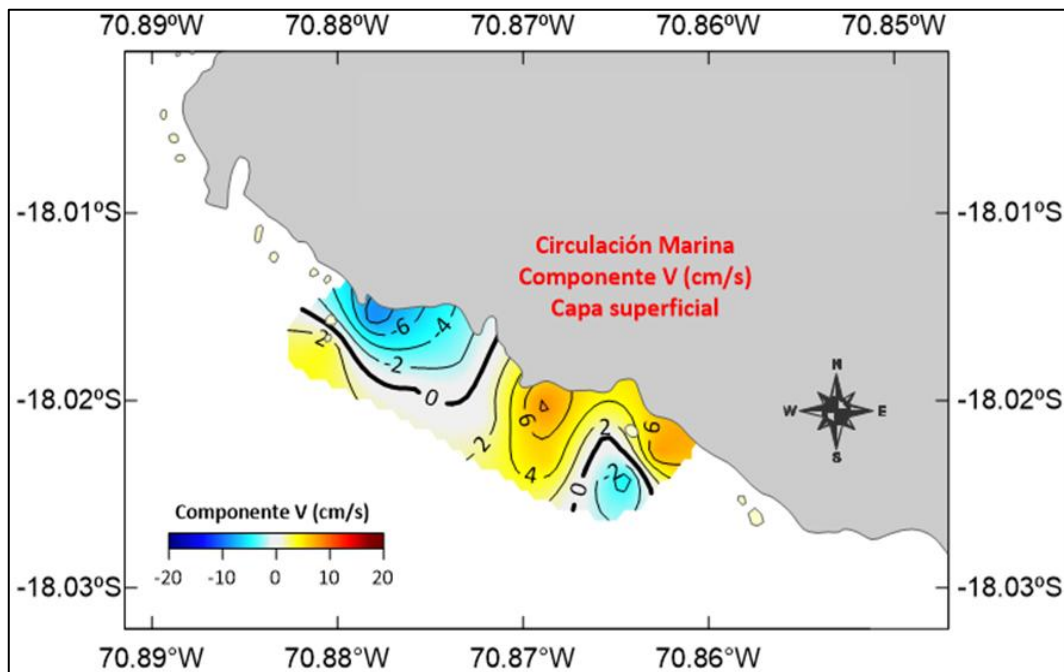 70.89ºW 70.88ºW 70.87ºW 70.86ºW 70.85ºW
-18.01ºS -18.01ºS
Circulación Marina
Componente V (cm/s)
Capa superficial
-6 -4
-2
2
0
N
W E
S
-18.02ºS -18.02ºS
6 2 6
2 4 0 -2
Componente V (cm/s)
-20 -10 0 10 20
-18.03ºS -18.03ºS
70.89ºW 70.88ºW 70.87ºW 70.86ºW 70.85ºW